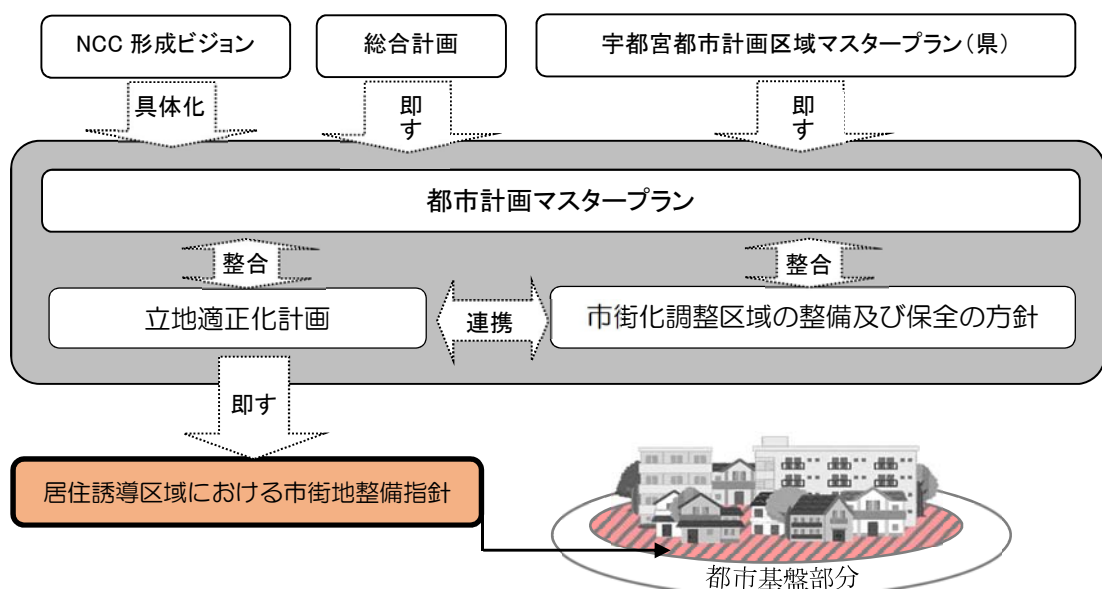 NCC 形成ビジョン
総合計画
宇都宮都市計画区域マスタープラン(県)
具体化
即
す
即
す
都市計画マスタープラン
整合
整合
立地適正化計画
連携
市街化調整区域の整備及び保全の方針
即す
居住誘導区域における市街地整備指針
都市基盤部分